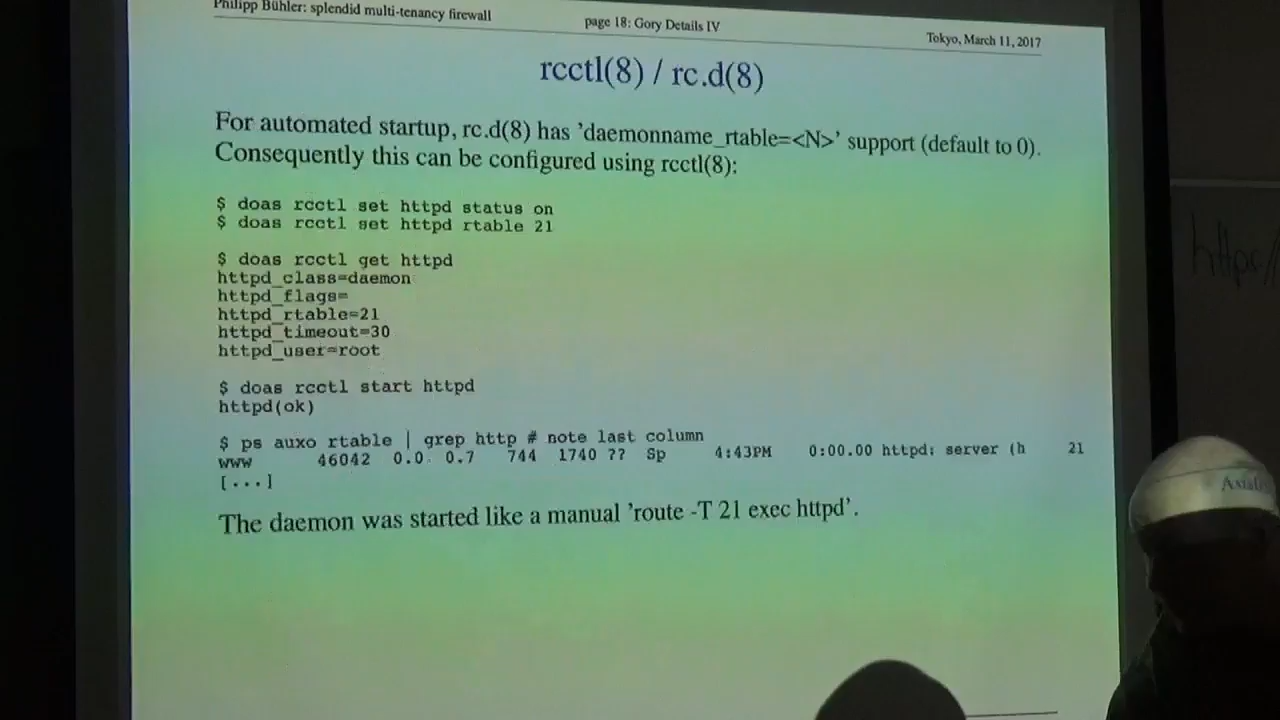 Philipp Bühler: splendid multi-tenancy firewall
page 18: Gory Details IV
Tokyo, March 11, 2017
rcctl(8) / rc.d(8)
For automated startup, rc.d(8) has 'daemonname_rtable=<N>' support (default to 0).
Consequently this can be configured using rcctl(8):
$ doas rcctl set httpd status on
$ doas rcctl set httpd rtable 21
$ doas rcctl get httpd
httpd_class=daemon
httpd_flags=
httpd_rtable=21
httpd_timeout=30
httpd_user=root
$ doas rcctl start httpd
httpd(ok)
$ ps auxo rtable | grep http # note last column
www 46042 0.0 0.7 744 1740 ?? Sp 4:43PM 0:00.00 httpd: server (h 21
[...]
The daemon was started like a manual 'route -T 21 exec httpd'.
https/